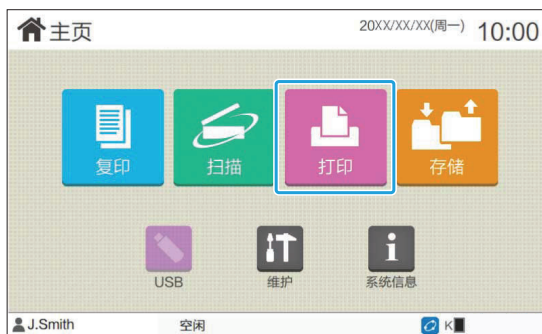 主页 20XX/XX/XX(周一) 10:00
复印 扫描 打印 存储
USB 维护 系统信息
J.Smith 空闲 K